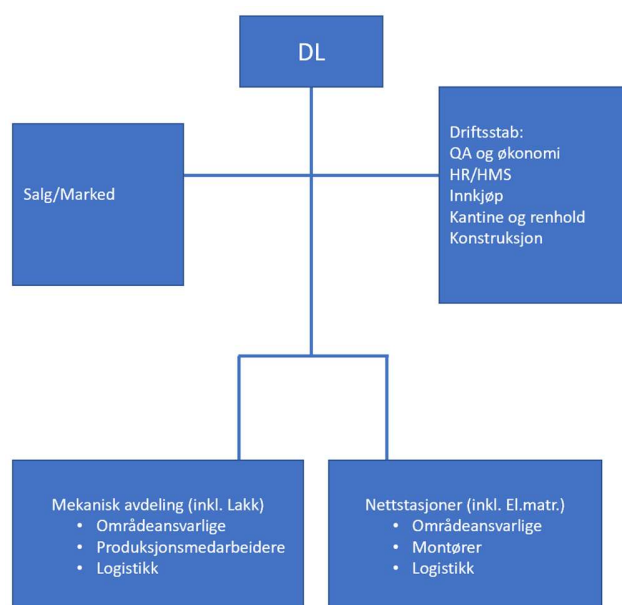 DL
Salg/Marked
Driftsstab:
QA og økonomi
HR/HMS
Innkjøp
Kantine og renhold
Konstruksjon
Mekanisk avdeling (inkl. Lakk)
• Områdeansvarlige
• Produksjonsmedarbeidere
• Logistikk
Nettstasjoner (inkl. El.matr.)
• Områdeansvarlige
• Montører
• Logistikk